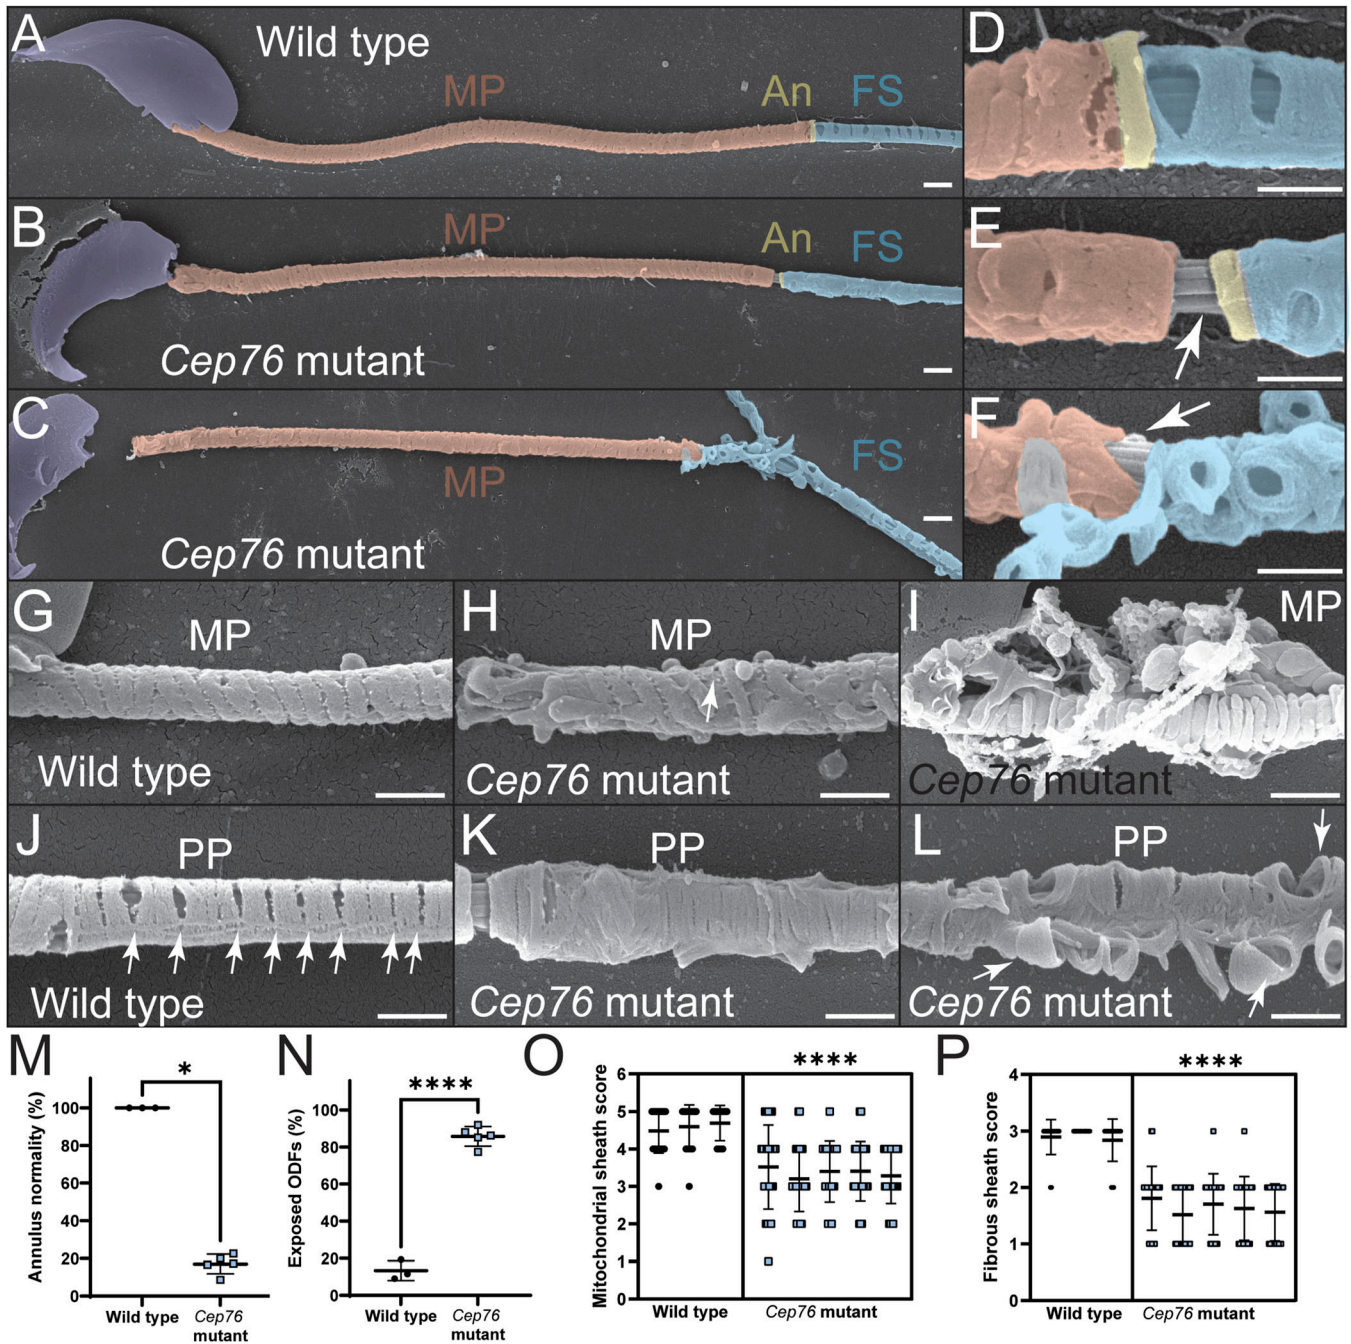 A
Wild type
MP
An
FS
D
B
MP
An
FS
Cep76 mutant
E
C
MP
FS
Cep76 mutant
F
G
MP
Wild type
H
MP
Cep76 mutant
I
MP
Cep76 mutant
J
PP
Wild type
K
PP
Cep76 mutant
L
PP
Cep76 mutant
M
*
Annulus normality (%)
100
80
60
40
20
0
Wild type
Cep76
mutant
N
****
Exposed ODFs (%)
100
80
60
40
20
0
Wild type
Cep76
mutant
O
****
Mitochondrial sheath score
6
5
4
3
2
1
0
Wild type
Cep76 mutant
P
****
Fibrous sheath score
4
3
2
1
0
Wild type
Cep76 mutant